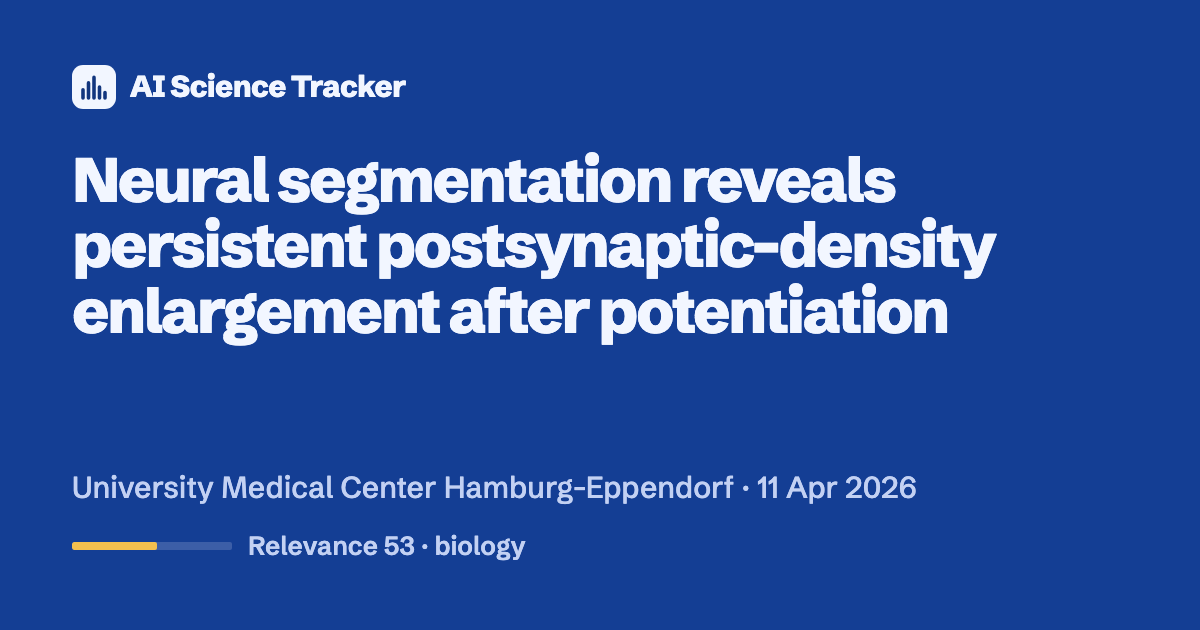 AI Science Tracker
Neural segmentation reveals
persistent postsynaptic-density
enlargement after potentiation
University Medical Center Hamburg-Eppendorf · 11 Apr 2026
Relevance 53 · biology